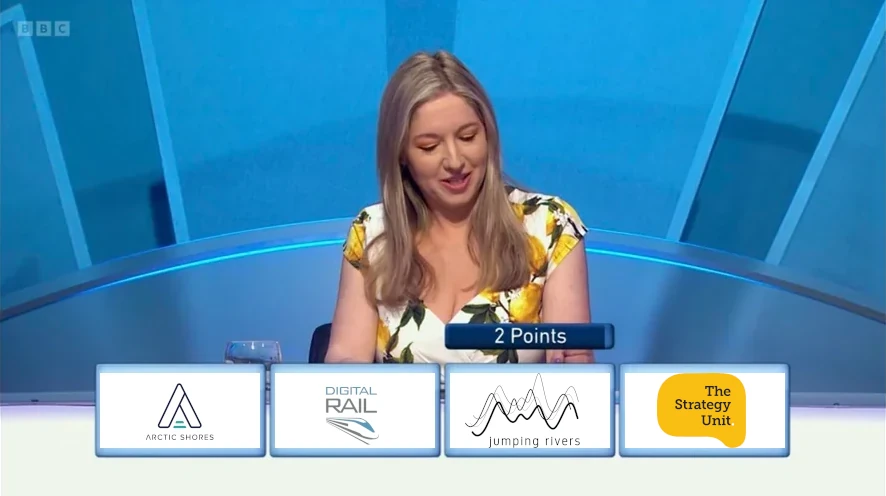 BBC
2 Points
ARCTIC SHORES
DIGITAL
RAIL
jumping rivers
The
Strategy
Unit.